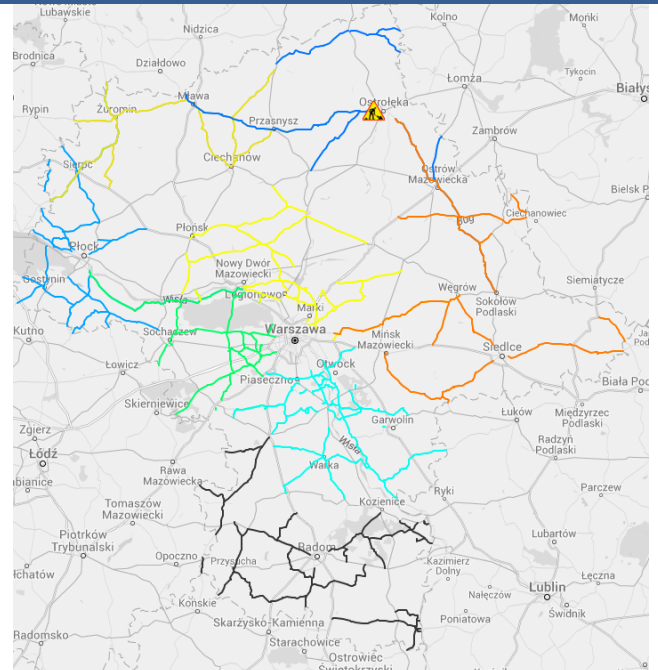 Lubawskie
Nidzica
Kolno
Mońki
Brodnica
Działdowo
Łomża
Tykocin
Białys
Rypin
Żuromin
Mława
Ostrołęka
Przasnysz
Zambrów
Sierpc
Ciechanów
Ostrów
Mazowiecka
Bielsk P
Ciechanowiec
Płońsk
Płock
Nowy Dwór
Mazowiecki
Węgrów
Siemiatycze
Gostynin
Wisła
Legionowo
Sokołów
Podlaski
Marki
Kutno
Sochaczew
Warszawa
Mińsk
Mazowiecki
Siedlce
Łowicz
Otwock
Piaseczno
Biała Po
Skierniewice
Garwolin
Łuków
Międzyrzec
Podlaski
Zgierz
Radzyń
Podlaski
Łódź
Wisła
Warka
Rawa
Mazowiecka
Ryki
Parczew
abianice
Kozienice
Tomaszów
Mazowiecki
Piotrków
Trybunalski
Radom
Lubartów
Opoczno
Przysucha
Kazimierz
Dolny
Łęczna
łchatów
Lublin
Nałęczów
Końskie
Świdnik
Poniatowa
Skarżysko-Kamienna
Radomsko
Starachowice
Ostrowiec
Świętokrzyski